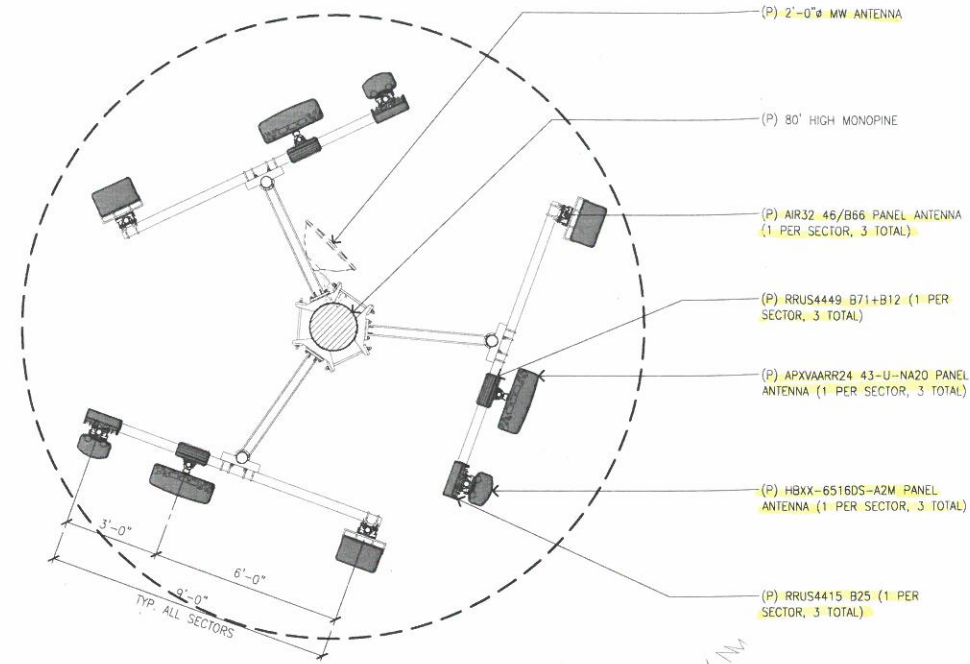 (P) 2'-0"ø MW ANTENNA
(P) 80' HIGH MONOPINE
(P) AIR32 46/B66 PANEL ANTENNA
(1 PER SECTOR, 3 TOTAL)
(P) RRUS4449 B71+B12 (1 PER
SECTOR, 3 TOTAL)
(P) APXVAARR24 43-U-NA20 PANEL
ANTENNA (1 PER SECTOR, 3 TOTAL)
(P) HBXX-6516DS-A2M PANEL
ANTENNA (1 PER SECTOR, 3 TOTAL)
(P) RRUS4415 B25 (1 PER
SECTOR, 3 TOTAL)
3'-0"
6'-0"
9'-0"
TYP. ALL SECTORS